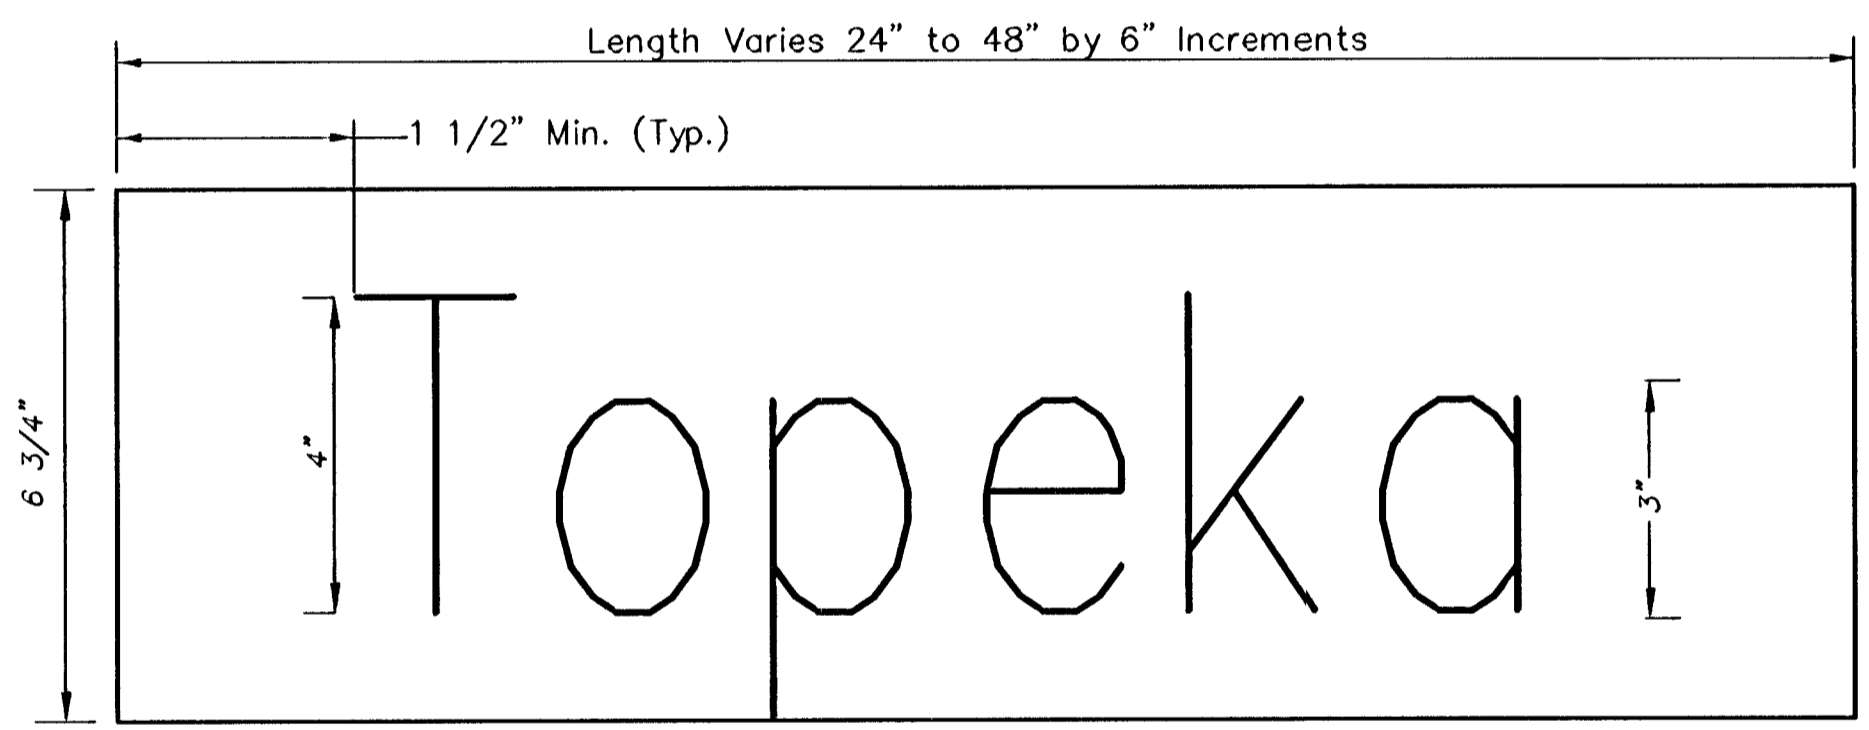 Length Varies 24” to 48” by 6” Increments
1 1/2” Min. (Typ.)
6 3/4”
4”
Topeka
3”